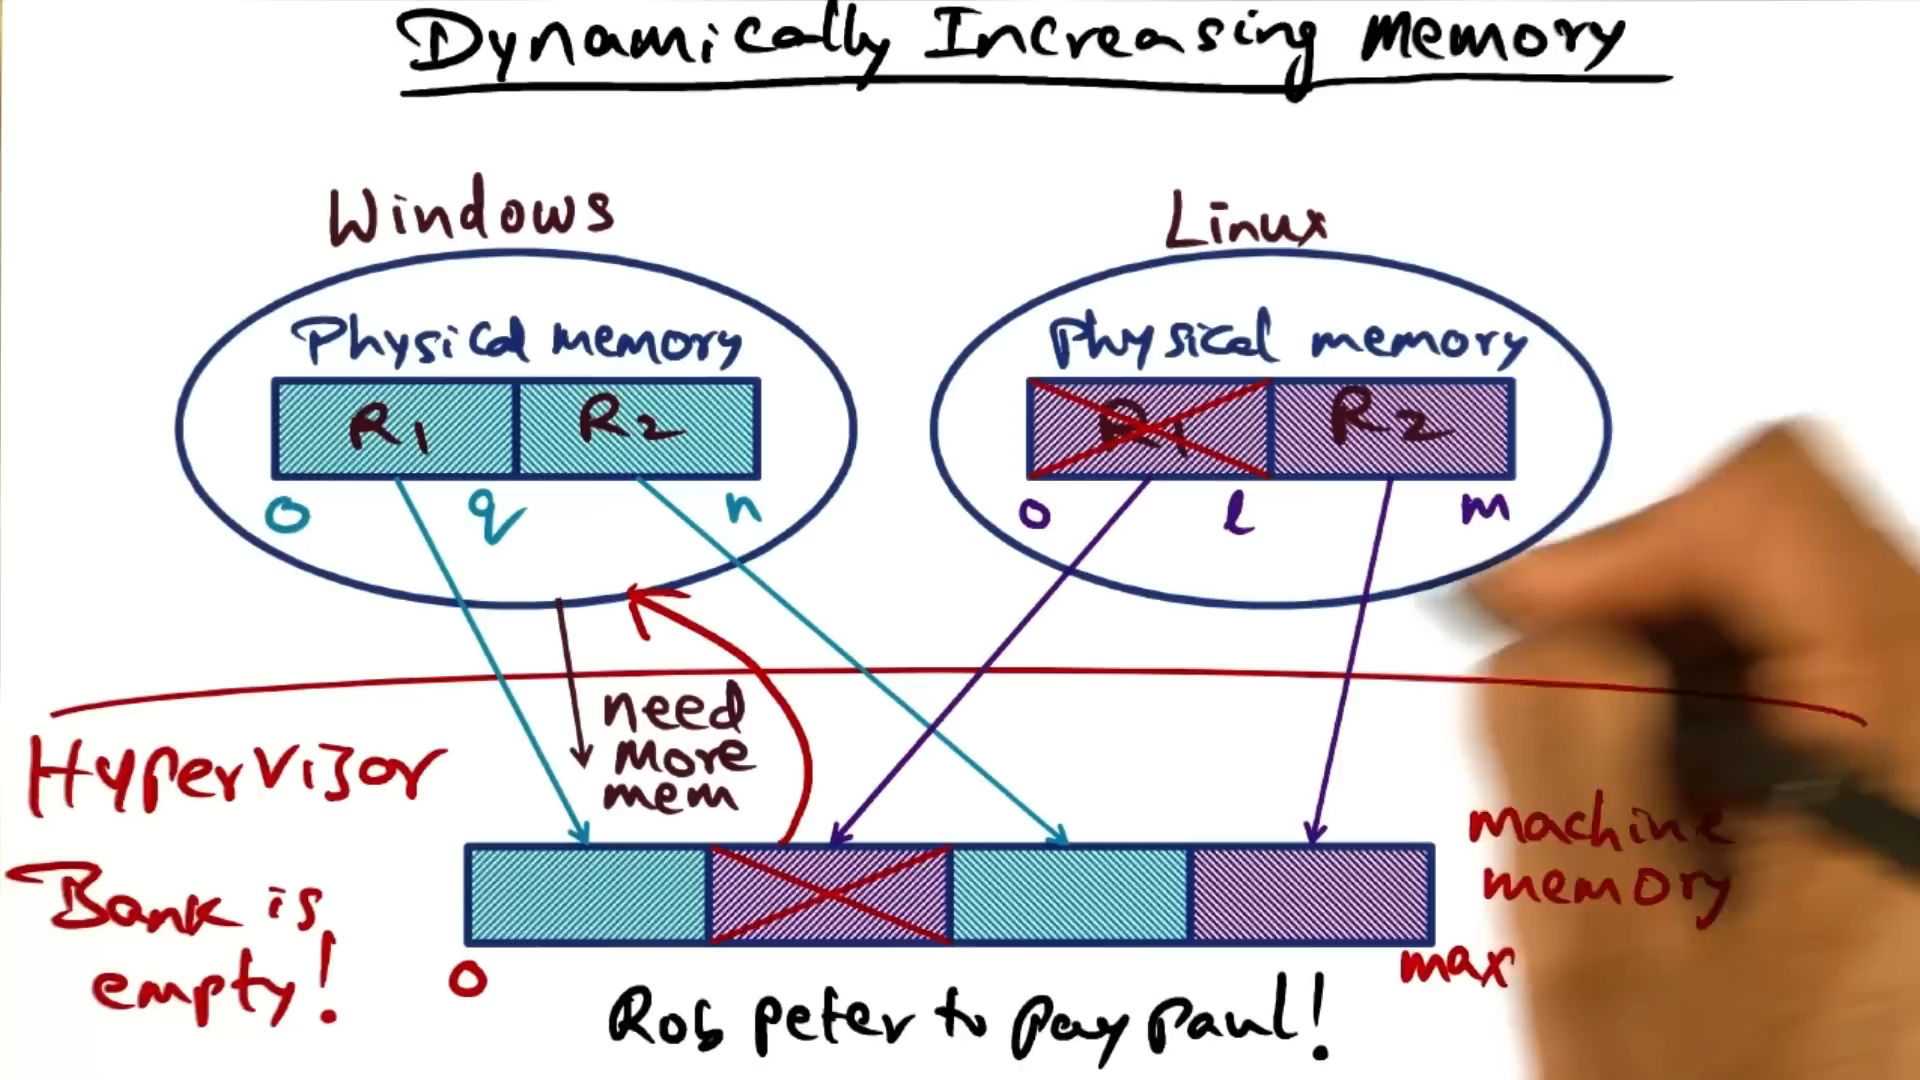 Dynamically Increasing memory
Windows
Linux
Physical memory
Physical memory
R1 R2
R1 R2
0 q n
0 l m
need
more
mem
Hypervisor
machine
memory
Bank is
empty!
0
max
Rob peter to pay paul!